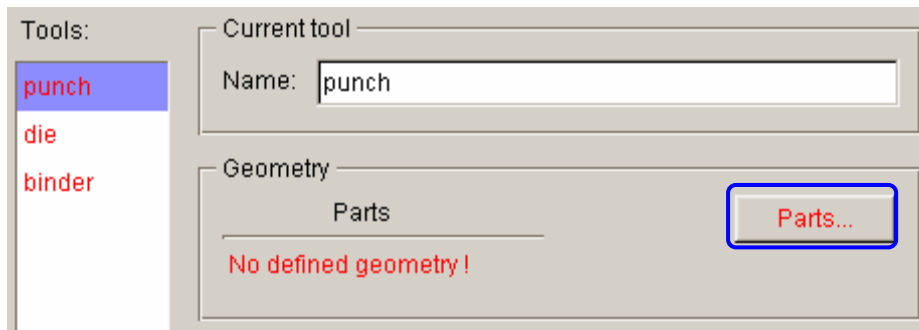 Tools:
punch
die
binder
Current tool
Name: punch
Geometry
Parts
Parts...
No defined geometry !